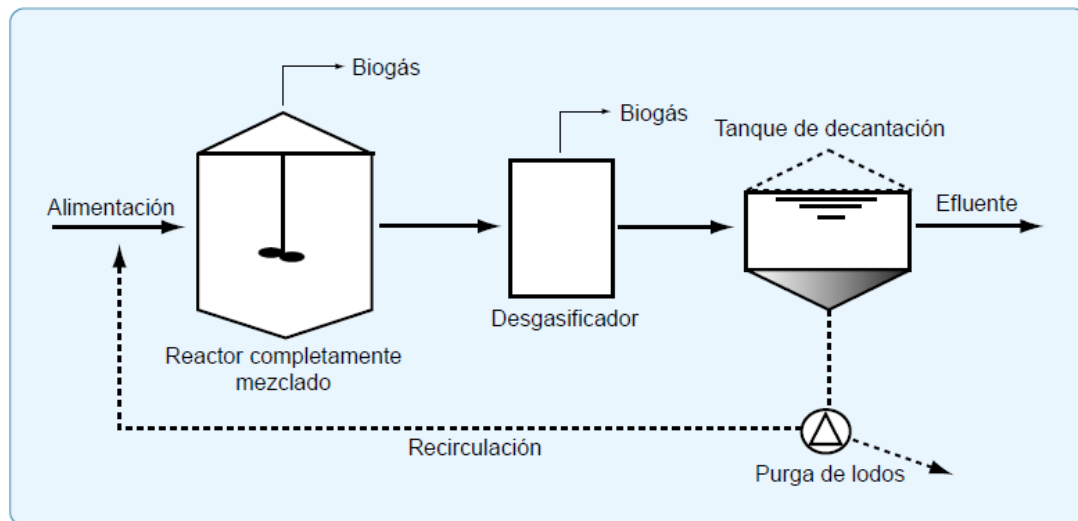 Biogás
Biogás
Tanque de decantación
Alimentación
Efluente
Desgasificador
Reactor completamente
mezclado
Recirculación
Purga de lodos